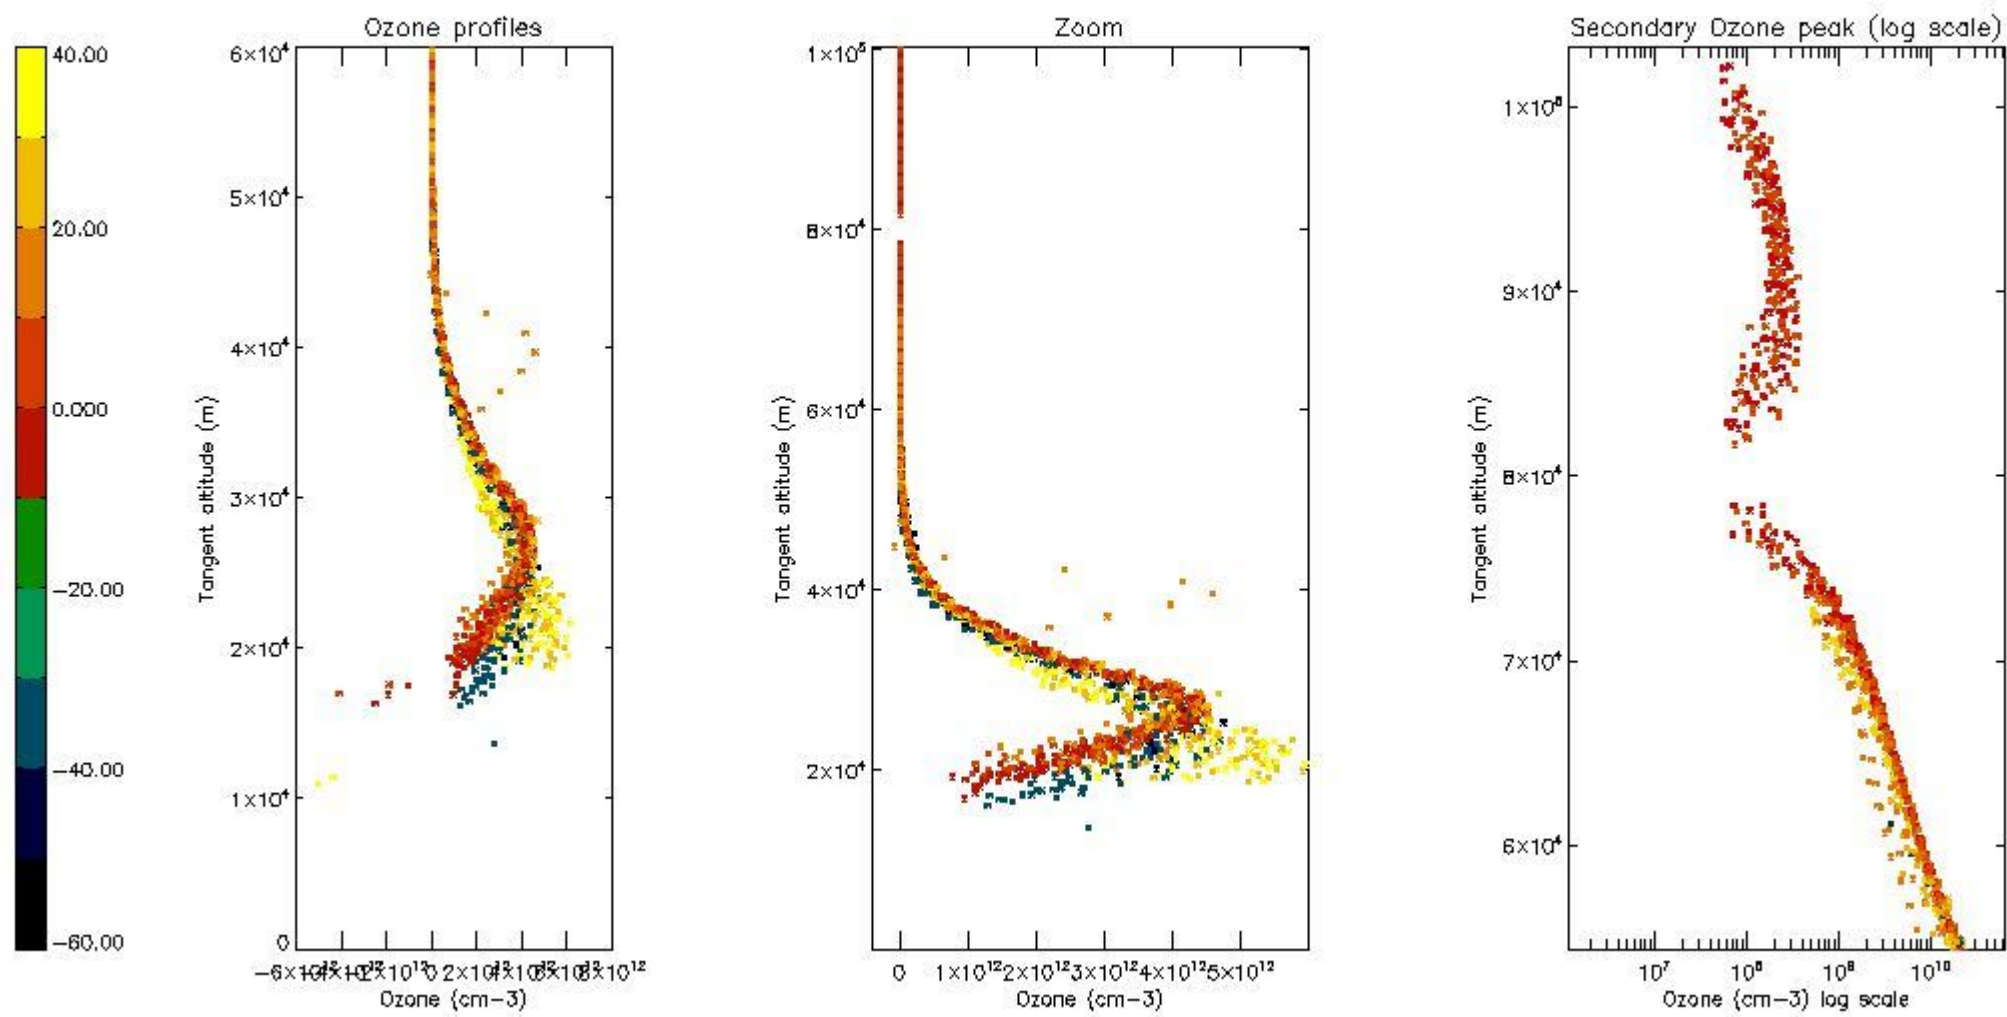 Ozone profiles
Zoom
Secondary Ozone peak (log scale)
40.00
20.00
0.000
−20.00
−40.00
−60.00
Tangent altitude (m)
6×10⁴
5×10⁴
4×10⁴
3×10⁴
2×10⁴
1×10⁴
0
0
8×10¹²
Ozone (cm−3)
Tangent altitude (m)
1×10⁵
8×10⁴
6×10⁴
4×10⁴
2×10⁴
0 1×10¹² 2×10¹² 3×10¹² 4×10¹² 5×10¹²
Ozone (cm−3)
Tangent altitude (m)
1×10⁵
9×10⁴
8×10⁴
7×10⁴
6×10⁴
10⁷ 10⁸ 10⁹ 10¹⁰
Ozone (cm−3) log scale